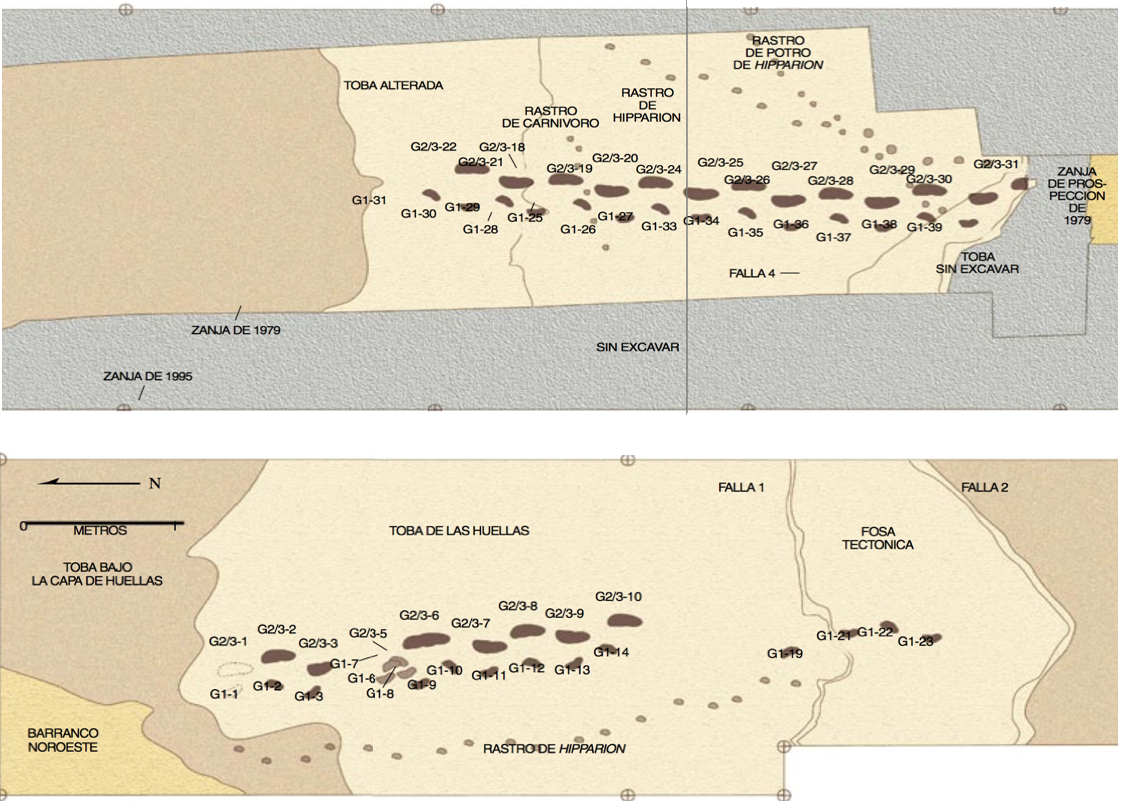 RASTRO
DE POTRO
DE HIPPARION
TOBA ALTERADA
RASTRO
DE
HIPPARION
RASTRO
DE CARNIVORO
G2/3-22
G2/3-18
G2/3-21
G2/3-19
G2/3-20
G2/3-24
G2/3-25
G2/3-26
G2/3-27
G2/3-28
G2/3-29
G2/3-30
G2/3-31
ZANJA
DE PROS-
PECCION
DE
1979
G1-31
G1-30
G1-29
G1-28
G1-25
G1-26
G1-27
G1-33
G1-34
G1-35
G1-36
G1-37
G1-38
G1-39
TOBA
SIN EXCAVAR
FALLA 4
ZANJA DE 1979
SIN EXCAVAR
ZANJA DE 1995
N
0 1
METROS
TOBA BAJO
LA CAPA DE HUELLAS
TOBA DE LAS HUELLAS
FALLA 1
FALLA 2
FOSA
TECTONICA
G2/3-1
G2/3-2
G2/3-3
G2/3-5
G2/3-6
G2/3-7
G2/3-8
G2/3-9
G2/3-10
G1-1
G1-2
G1-3
G1-7
G1-6
G1-8
G1-9
G1-10
G1-11
G1-12
G1-13
G1-14
G1-19
G1-21
G1-22
G1-23
BARRANCO
NOROESTE
RASTRO DE HIPPARION